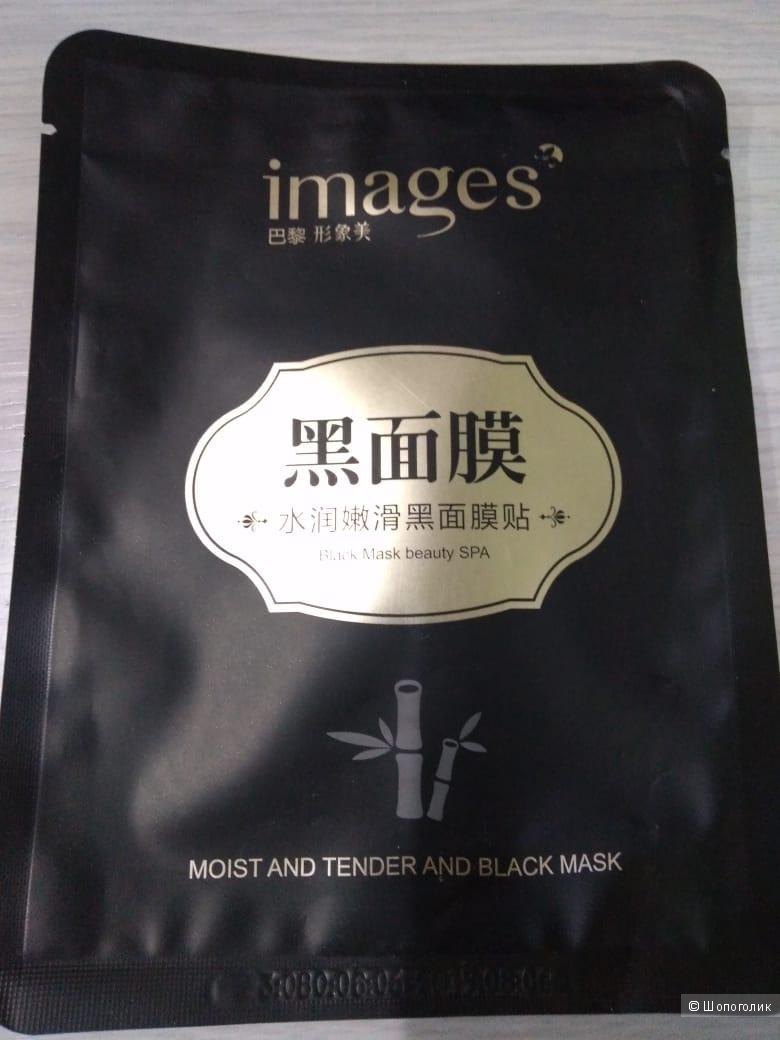 images
巴黎 形象美
黑面膜
水润嫩滑黑面膜贴
Black Mask beauty SPA
MOIST AND TENDER AND BLACK MASK
© Шопоголик